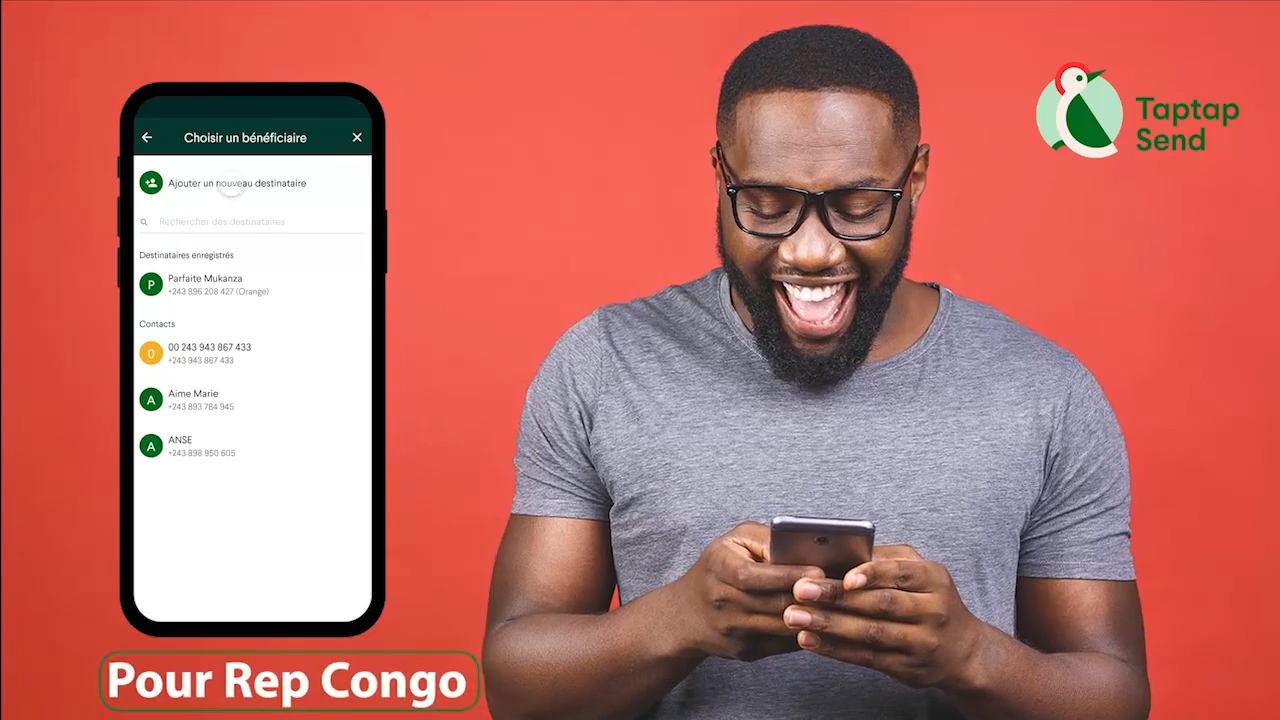 Choisir un bénéficiaire
Ajouter un nouveau destinataire
Rechercher des destinataires
Destinataires enregistrés
P
Parfaite Mukanza
+243 896 208 427 (Orange)
Contacts
0
00 243 943 867 433
+243 943 867 433
A
Aime Marie
+243 893 784 945
A
ANSE
+243 898 950 605
Pour Rep Congo
Taptap
Send